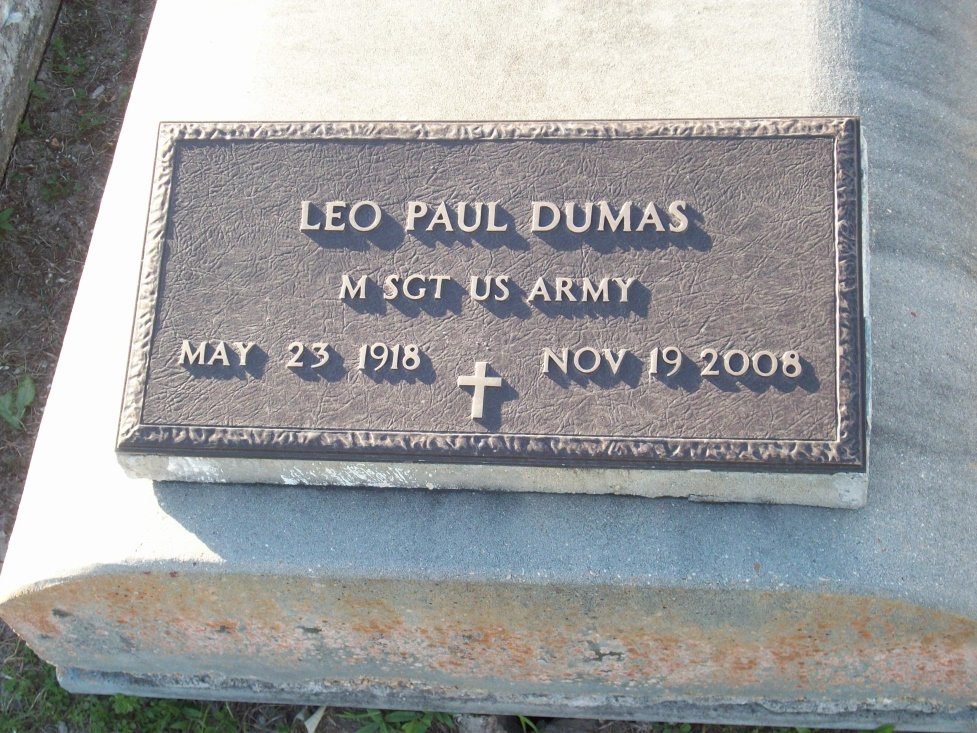 LEO PAUL DUMAS
M SGT US ARMY
MAY 23 1918 NOV 19 2008